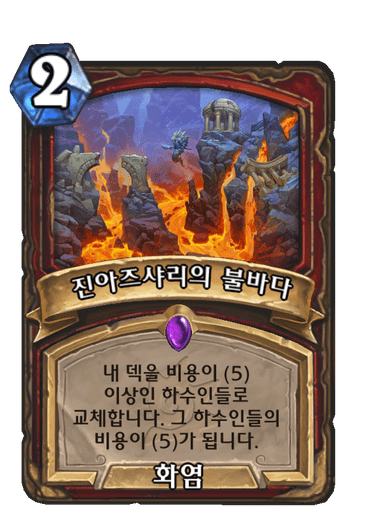 2
진아즈샤리의 불바다
내 덱을 비용이 (5)
이상인 하수인들로
교체합니다. 그 하수인들의
비용이 (5)가 됩니다.
화염